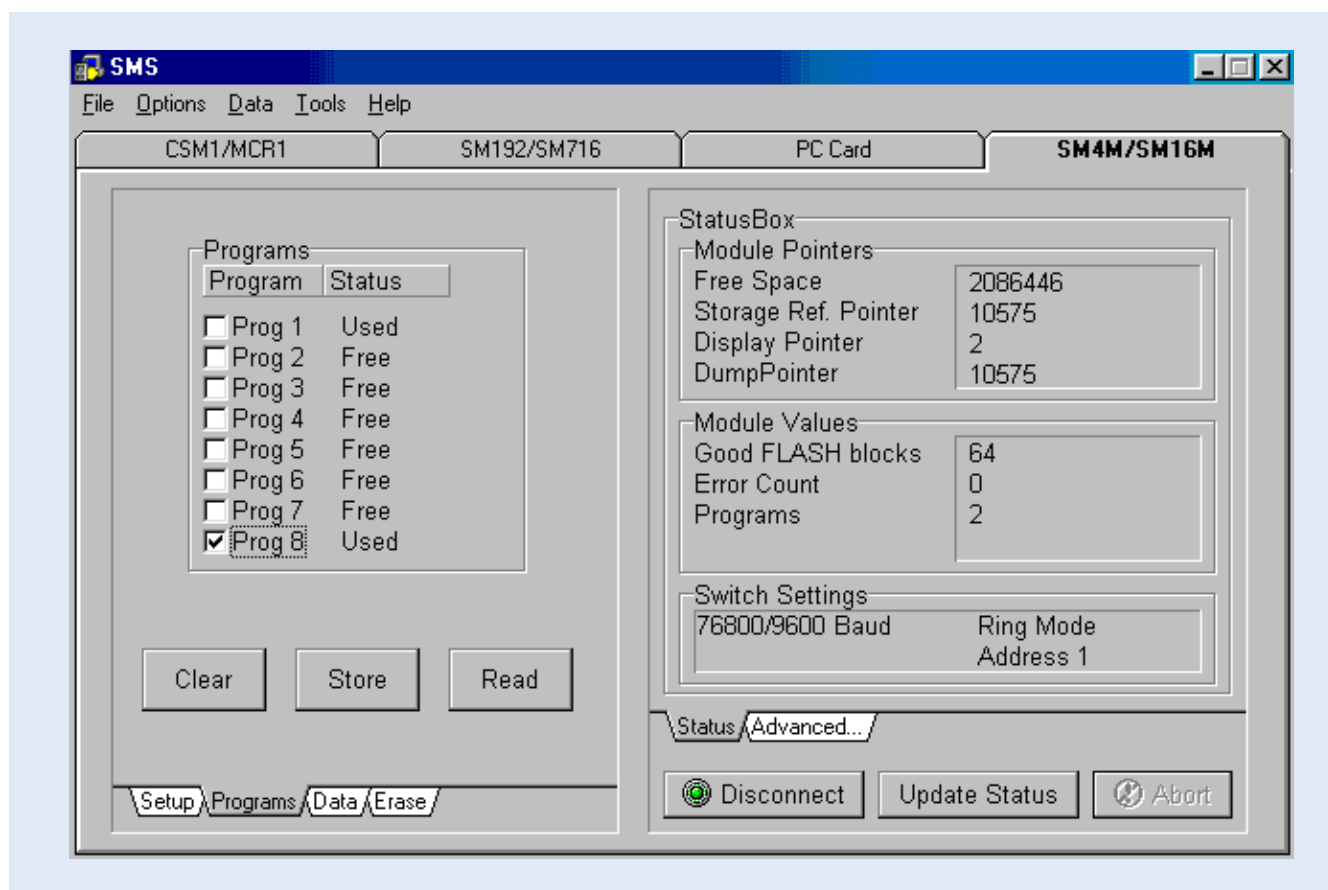 SMS
File Options Data Tools Help
CSM1/MCR1 SM192/SM716 PC Card SM4M/SM16M
Programs
Program Status
Prog 1 Used
Prog 2 Free
Prog 3 Free
Prog 4 Free
Prog 5 Free
Prog 6 Free
Prog 7 Free
Prog 8 Used
Clear Store Read
Setup Programs Data Erase
StatusBox
Module Pointers
Free Space 2086446
Storage Ref. Pointer 10575
Display Pointer 2
DumpPointer 10575
Module Values
Good FLASH blocks 64
Error Count 0
Programs 2
Switch Settings
76800/9600 Baud Ring Mode
Address 1
Status Advanced...
Disconnect Update Status Abort